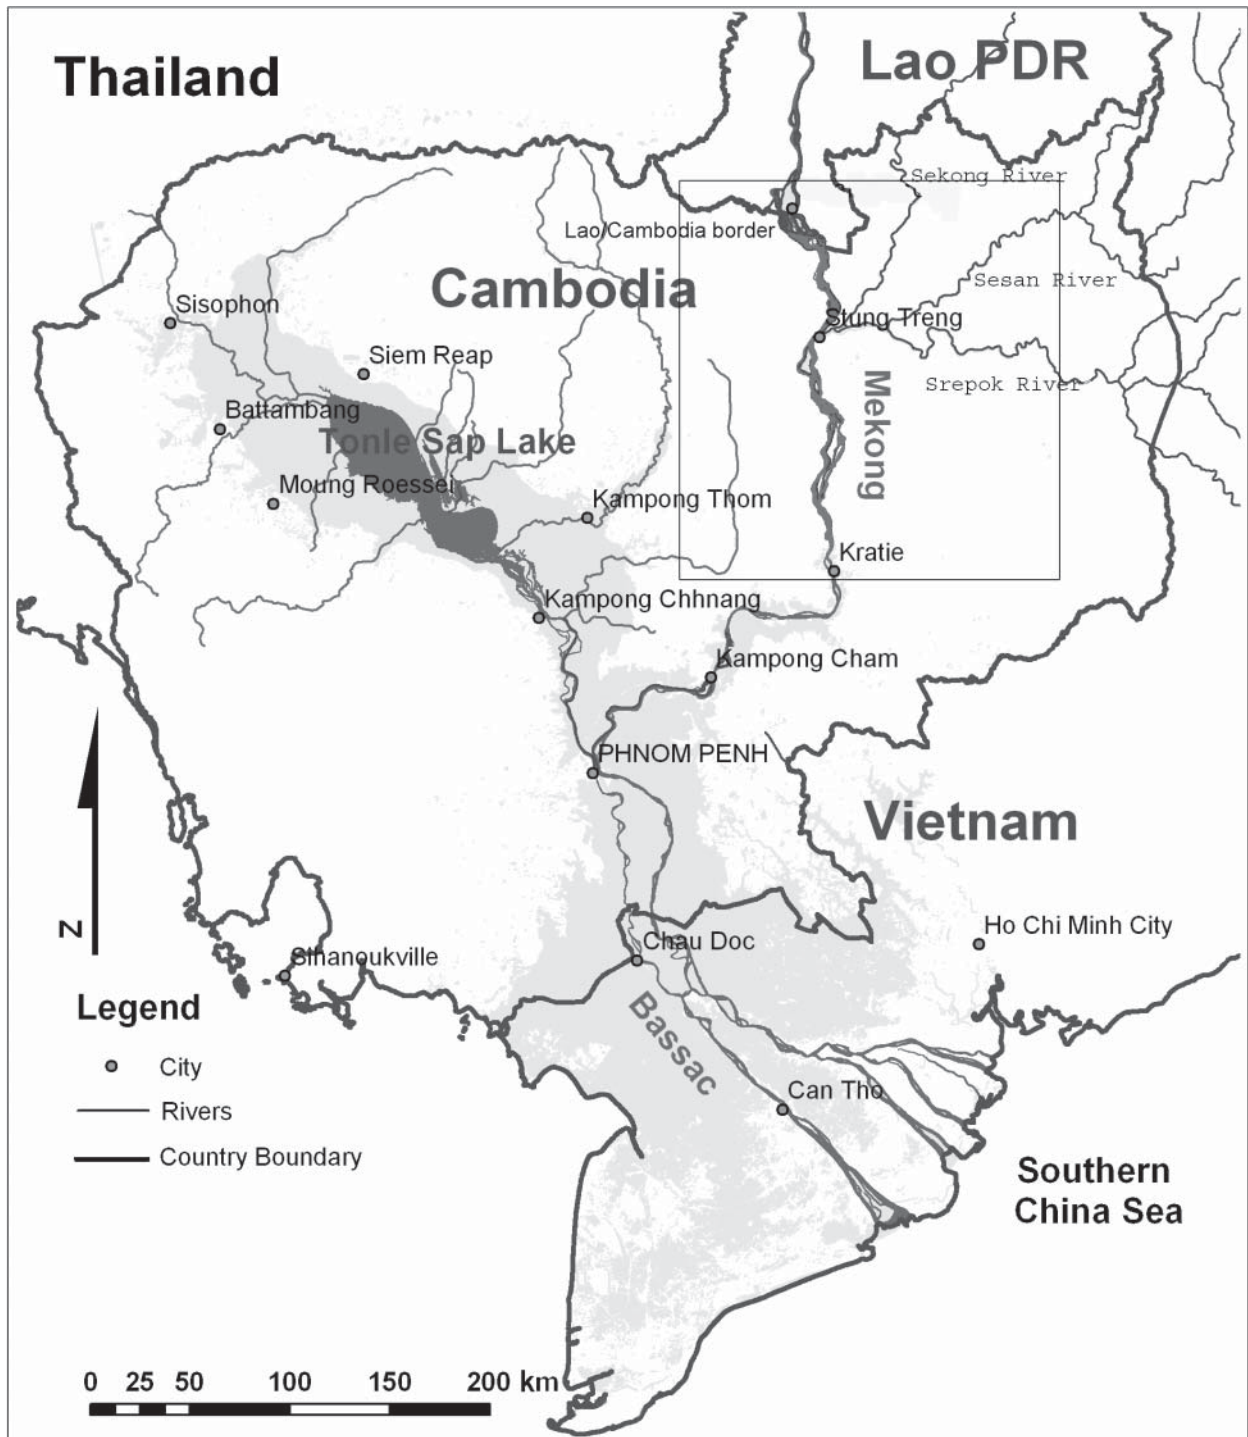 Thailand
Lao PDR
Sekong River
Lao/Cambodia border
Cambodia
Sesan River
Sisophon
Stung Treng
Siem Reap
Srepok River
Mekong
Battambang
Tonle Sap Lake
Moung Roessei
Kampong Thom
Kratie
Kampong Chhnang
Kampong Cham
PHNOM PENH
Vietnam
N
Ho Chi Minh City
Chau Doc
Sihanoukville
Legend
Bassac
City
Can Tho
Rivers
Country Boundary
Southern
China Sea
0 25 50 100 150 200 km